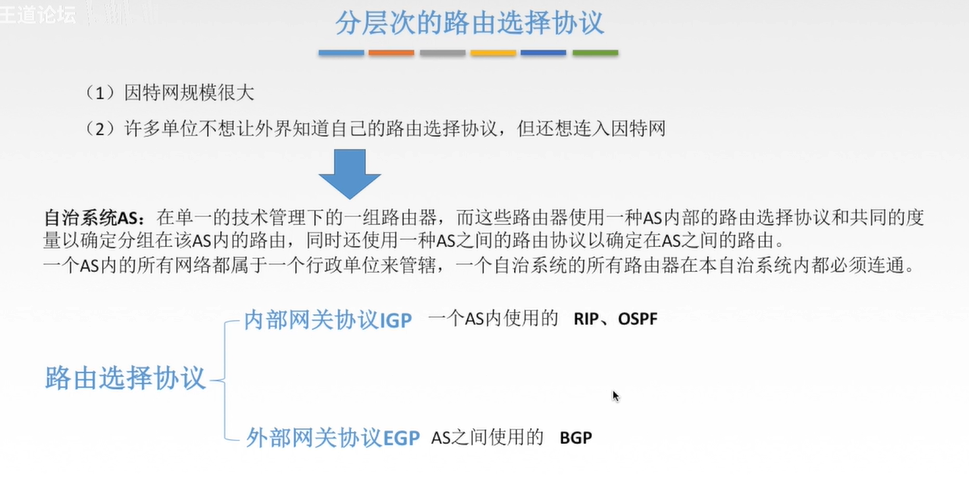 王道论坛
分层次的路由选择协议
（1）因特网规模很大
（2）许多单位不想让外界知道自己的路由选择协议，但还想连入因特网
自治系统AS：在单一的技术管理下的一组路由器，而这些路由器使用一种AS内部的路由选择协议和共同的度
量以确定分组在该AS内的路由，同时还使用一种AS之间的路由协议以确定在AS之间的路由。
一个AS内的所有网络都属于一个行政单位来管辖，一个自治系统的所有路由器在本自治系统内都必须连通。
内部网关协议IGP 一个AS内使用的 RIP、OSPF
路由选择协议
外部网关协议EGP AS之间使用的 BGP